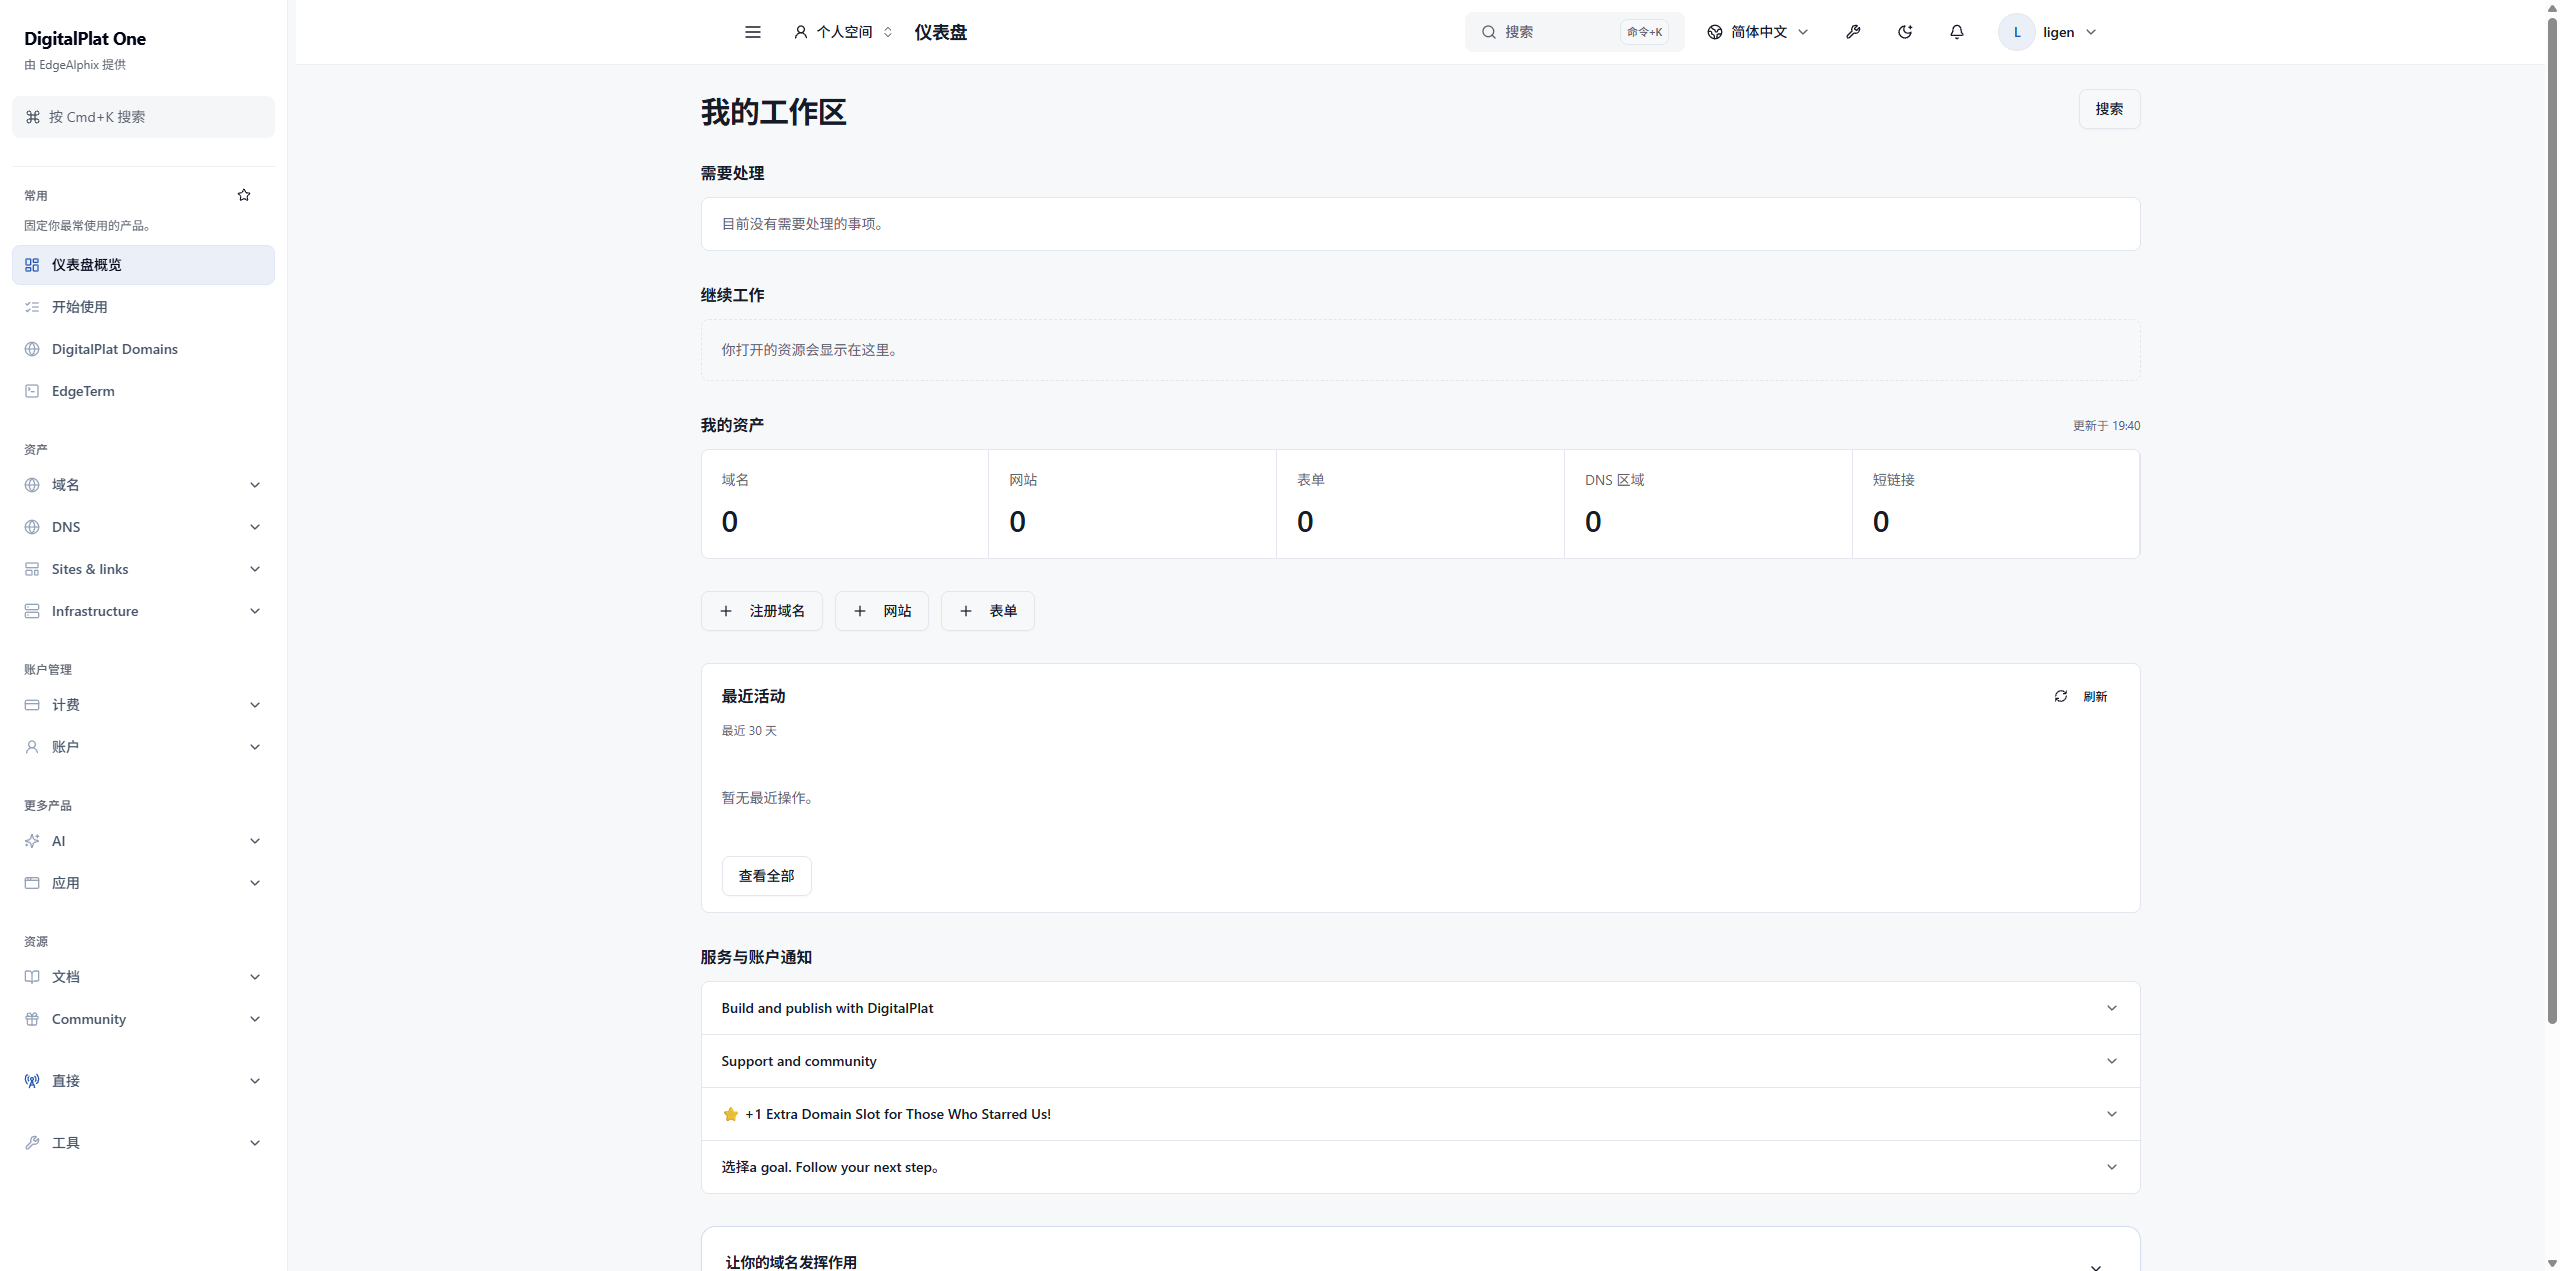 DigitalPlat One
由 EdgeAlphix 提供
按 Cmd+K 搜索
常用
固定你最常使用的产品。
仪表盘概览
开始使用
DigitalPlat Domains
EdgeTerm
资产
域名
DNS
Sites & links
Infrastructure
账户管理
计费
账户
更多产品
AI
应用
资源
文档
Community
直接
工具
个人空间
仪表盘
搜索
命令+K
简体中文
L
ligen
我的工作区
搜索
需要处理
目前没有需要处理的事项。
继续工作
你打开的资源会显示在这里。
我的资产
更新于 19:40
域名
0
网站
0
表单
0
DNS 区域
0
短链接
0
注册域名
网站
表单
最近活动
刷新
最近 30 天
暂无最近操作。
查看全部
服务与账户通知
Build and publish with DigitalPlat
Support and community
⭐ +1 Extra Domain Slot for Those Who Starred Us!
选择a goal. Follow your next step。
让你的域名发挥作用